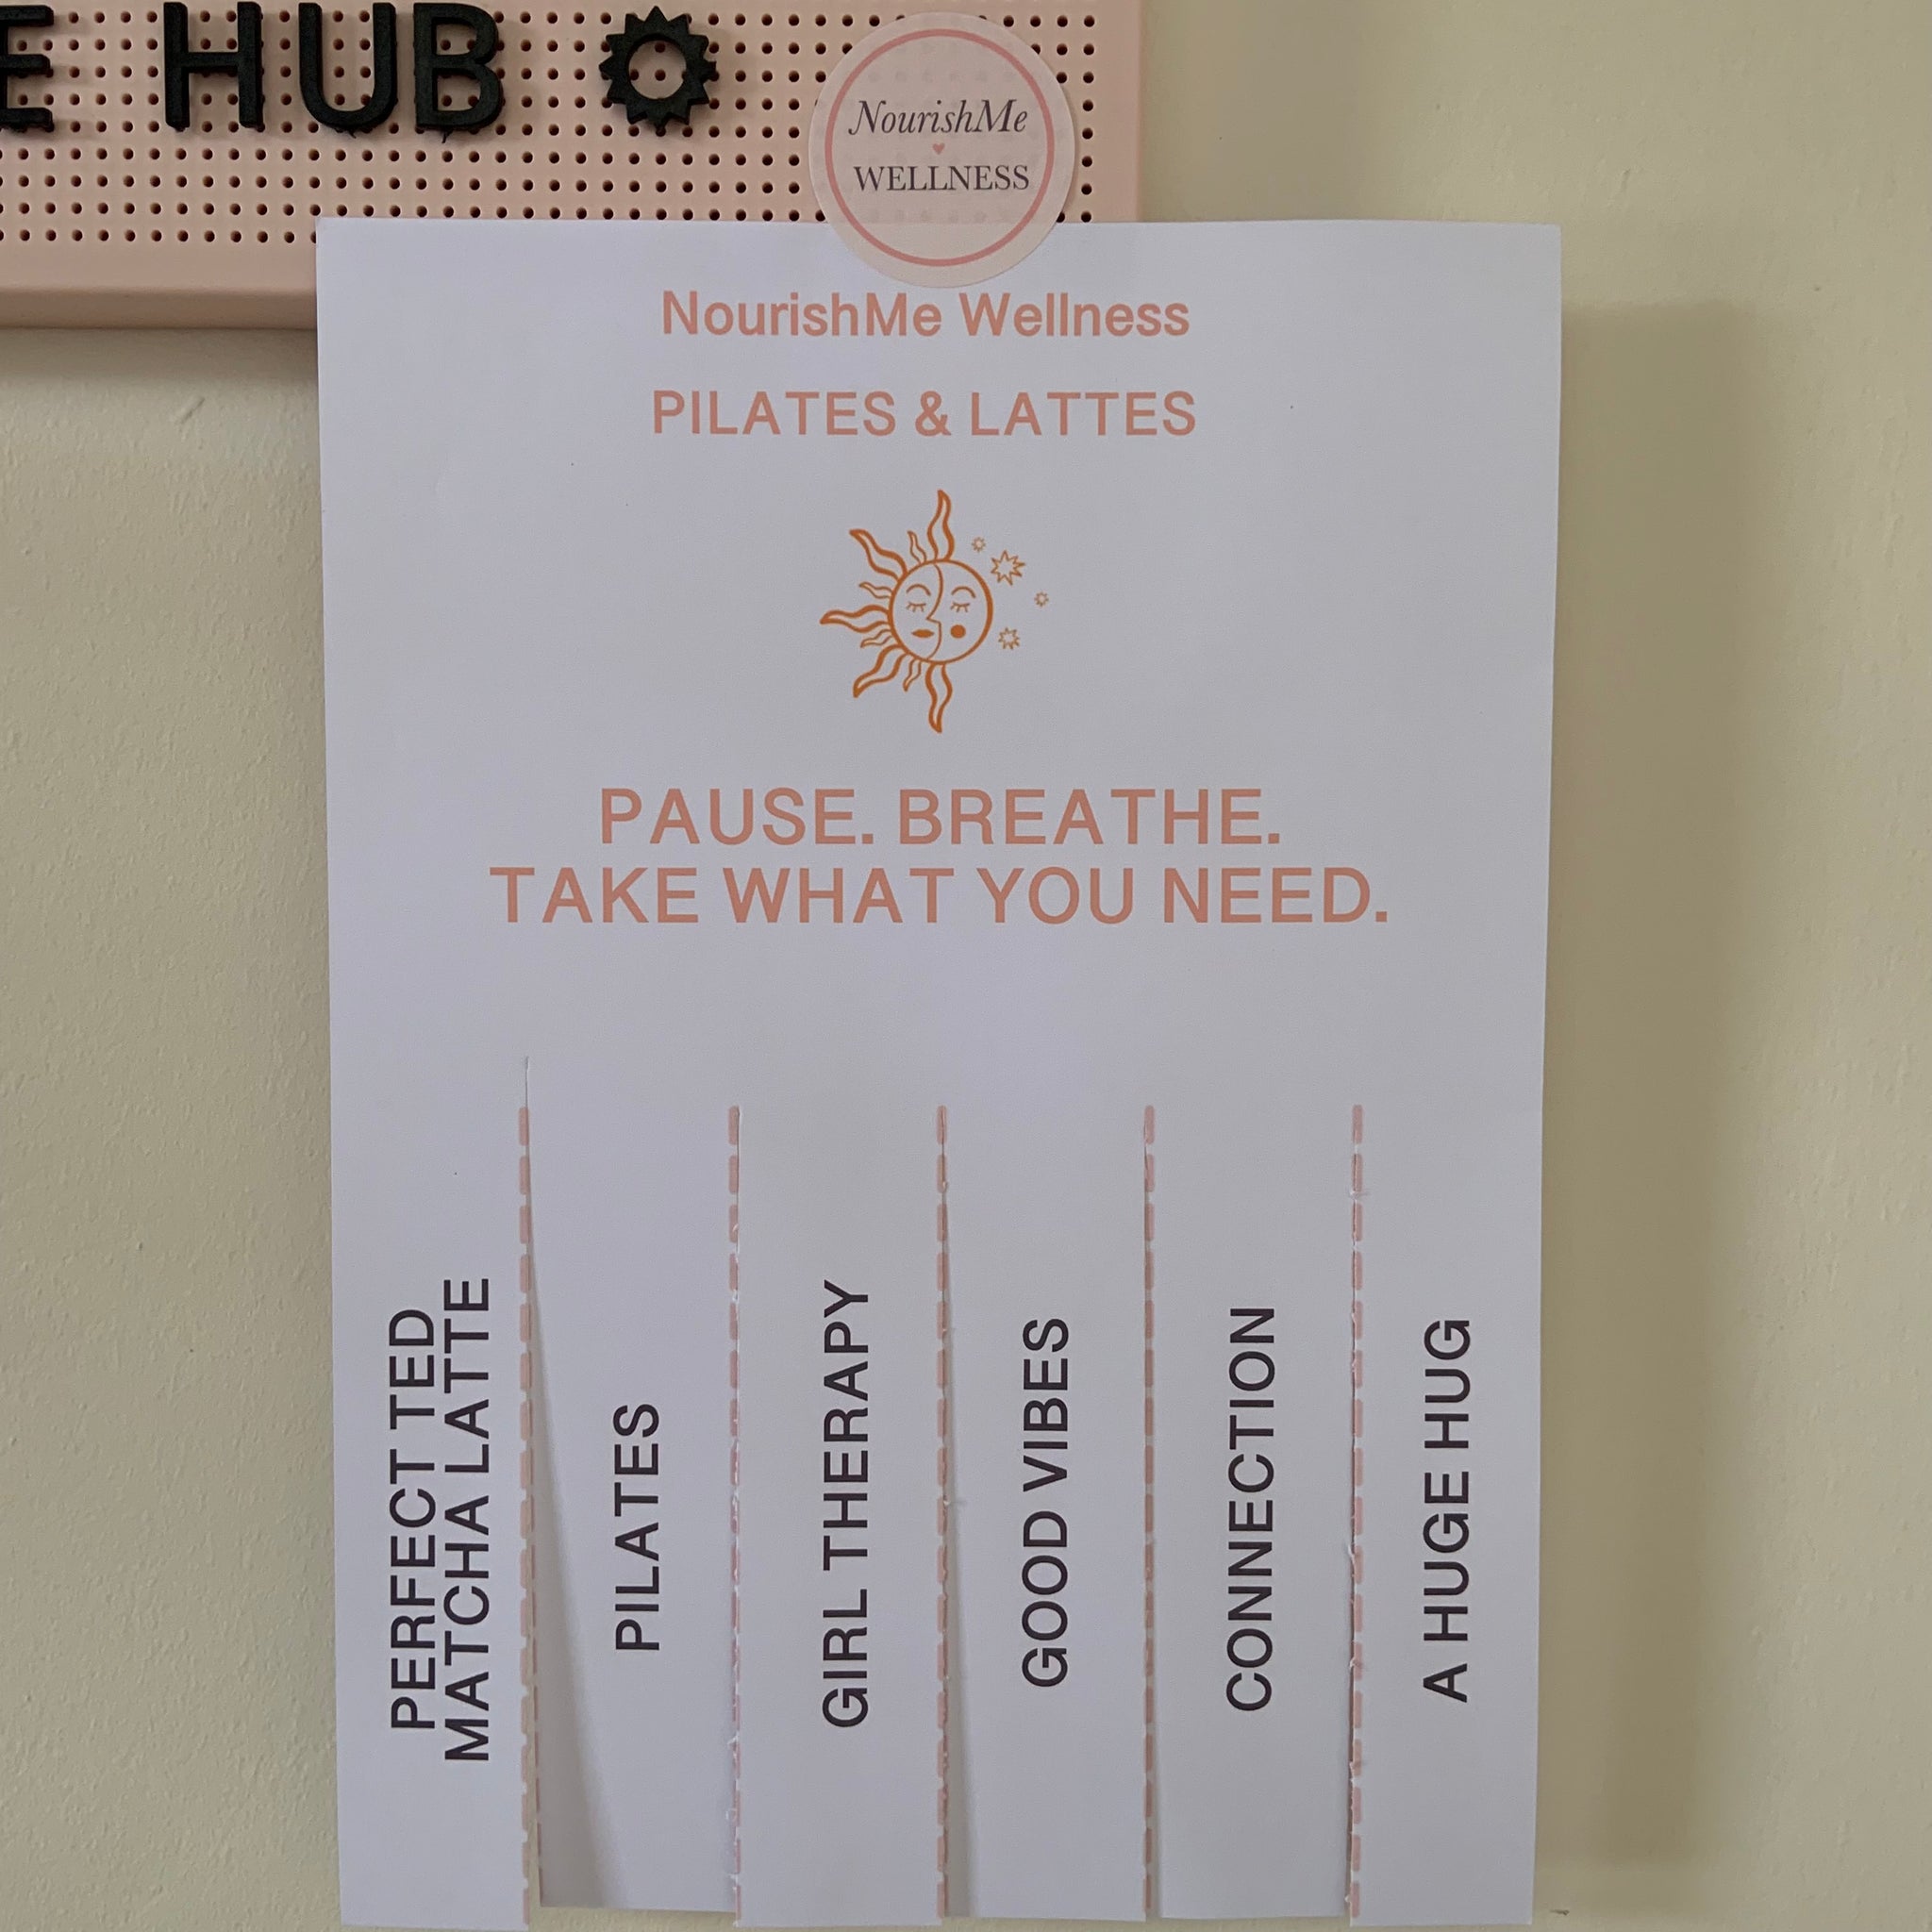 E HUB
NourishMe
WELLNESS
NourishMe Wellness
PILATES & LATTES
PAUSE. BREATHE.
TAKE WHAT YOU NEED.
PERFECT TED
MATCHA LATTE
PILATES
GIRL THERAPY
GOOD VIBES
CONNECTION
A HUGE HUG